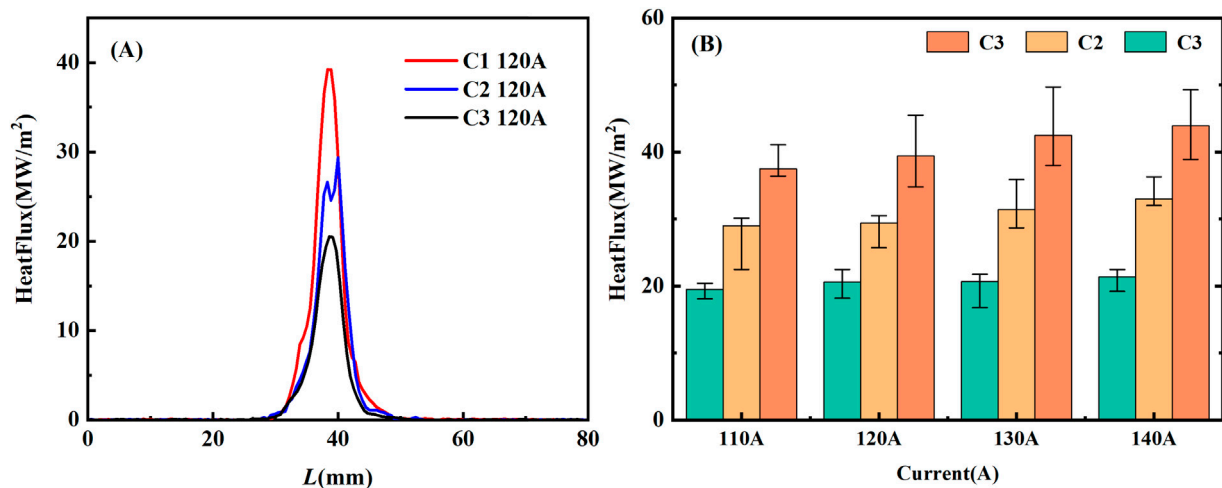 (A)
C1 120A
C2 120A
C3 120A
HeatFlux(MW/m²)
40
30
20
10
0
0 20 40 60 80
L(mm)
(B)
C3 C2 C3
HeatFlux(MW/m²)
60
40
20
0
110A 120A 130A 140A
Current(A)